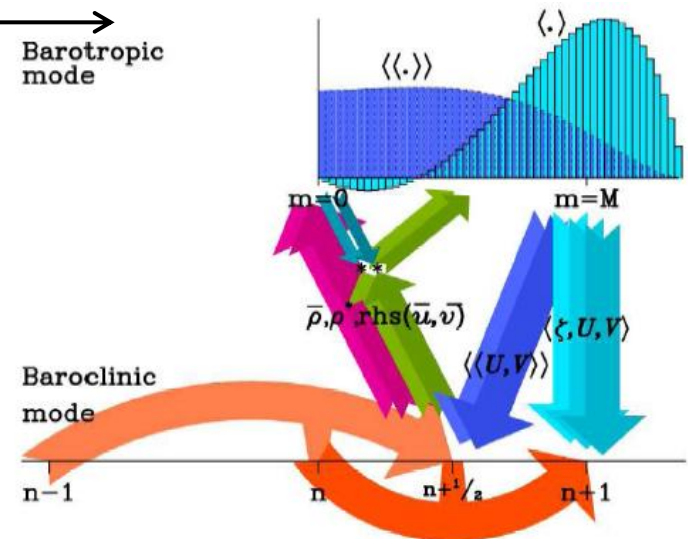 Barotropic
mode
⟨⟨.⟩⟩
⟨.⟩
m=0
m=M
**
ρ̅,ρ*,rhs(u̅,v̅)
⟨⟨U,V⟩⟩
⟨ζ,U,V⟩
Baroclinic
mode
n-1
n
n+1/2
n+1